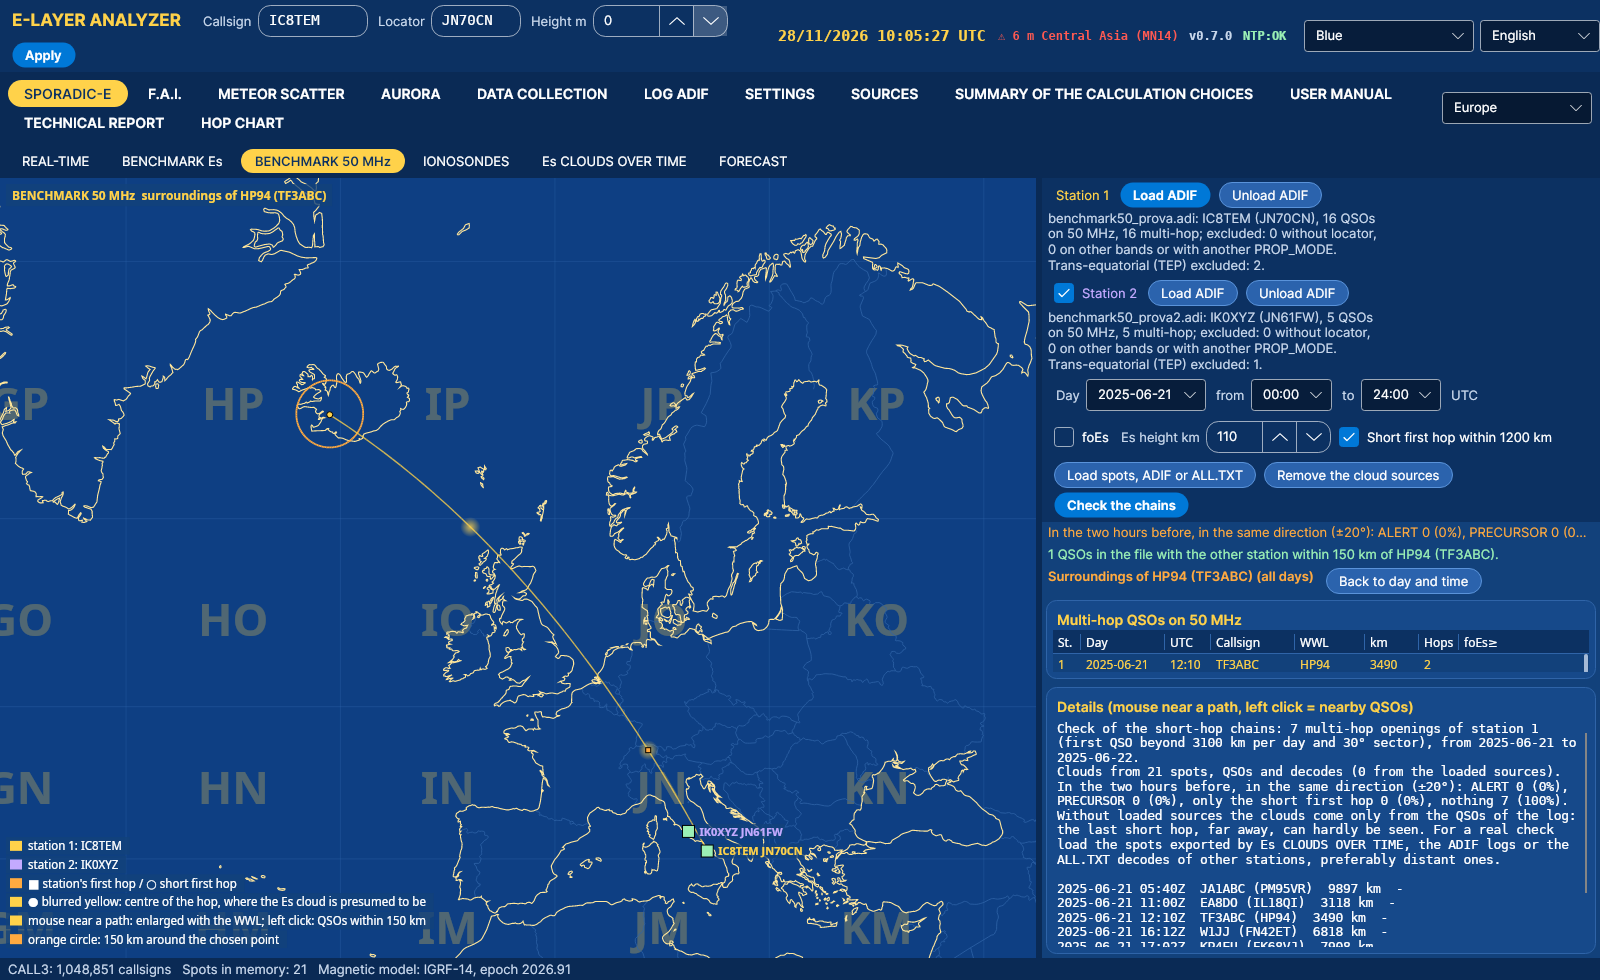 E-LAYER ANALYZER Callsign IC8TEM Locator JN70CN Height m 0
28/11/2026 10:05:27 UTC ⚠ 6 m Central Asia (MN14) v0.7.0 NTP:OK Blue English
Apply
SPORADIC-E F.A.I. METEOR SCATTER AURORA DATA COLLECTION LOG ADIF SETTINGS SOURCES SUMMARY OF THE CALCULATION CHOICES USER MANUAL
Europe
TECHNICAL REPORT HOP CHART
REAL-TIME BENCHMARK Es BENCHMARK 50 MHz IONOSONDES Es CLOUDS OVER TIME FORECAST
BENCHMARK 50 MHz surroundings of HP94 (TF3ABC)
GP HP IP JP KP
GO HO IO JO KO
GN HN IN JN KN
IK0XYZ JN61FW
IC8TEM JN70CN
IM JM KM
station 1: IC8TEM
station 2: IK0XYZ
■ station's first hop / ○ short first hop
● blurred yellow: centre of the hop, where the Es cloud is presumed to be
mouse near a path: enlarged with the WWL; left click: QSOs within 150 km
orange circle: 150 km around the chosen point
Station 1 Load ADIF Unload ADIF
benchmark50_prova.adi: IC8TEM (JN70CN), 16 QSOs
on 50 MHz, 16 multi-hop; excluded: 0 without locator,
0 on other bands or with another PROP_MODE.
Trans-equatorial (TEP) excluded: 2.
Station 2 Load ADIF Unload ADIF
benchmark50_prova2.adi: IK0XYZ (JN61FW), 5 QSOs
on 50 MHz, 5 multi-hop; excluded: 0 without locator,
0 on other bands or with another PROP_MODE.
Trans-equatorial (TEP) excluded: 1.
Day 2025-06-21 from 00:00 to 24:00 UTC
foEs Es height km 110 Short first hop within 1200 km
Load spots, ADIF or ALL.TXT Remove the cloud sources
Check the chains
In the two hours before, in the same direction (±20°): ALERT 0 (0%), PRECURSOR 0 (0...
1 QSOs in the file with the other station within 150 km of HP94 (TF3ABC).
Surroundings of HP94 (TF3ABC) (all days) Back to day and time
Multi-hop QSOs on 50 MHz
St. Day UTC Callsign WWL km Hops foEs≥
1 2025-06-21 12:10 TF3ABC HP94 3490 2
Details (mouse near a path, left click = nearby QSOs)
Check of the short-hop chains: 7 multi-hop openings of station 1
(first QSO beyond 3100 km per day and 30° sector), from 2025-06-21 to
2025-06-22.
Clouds from 21 spots, QSOs and decodes (0 from the loaded sources).
In the two hours before, in the same direction (±20°): ALERT 0 (0%),
PRECURSOR 0 (0%), only the short first hop 0 (0%), nothing 7 (100%).
Without loaded sources the clouds come only from the QSOs of the log:
the last short hop, far away, can hardly be seen. For a real check
load the spots exported by Es CLOUDS OVER TIME, the ADIF logs or the
ALL.TXT decodes of other stations, preferably distant ones.
2025-06-21 05:40Z JA1ABC (PM95VR) 9897 km -
2025-06-21 11:00Z EA8DO (IL18QI) 3118 km -
2025-06-21 12:10Z TF3ABC (HP94) 3490 km -
2025-06-21 16:12Z W1JJ (FN42ET) 6818 km -
2025-06-21 17:02Z KP4EU (FK68VJ) 7908 km -
CALL3: 1,048,851 callsigns Spots in memory: 21 Magnetic model: IGRF-14, epoch 2026.91